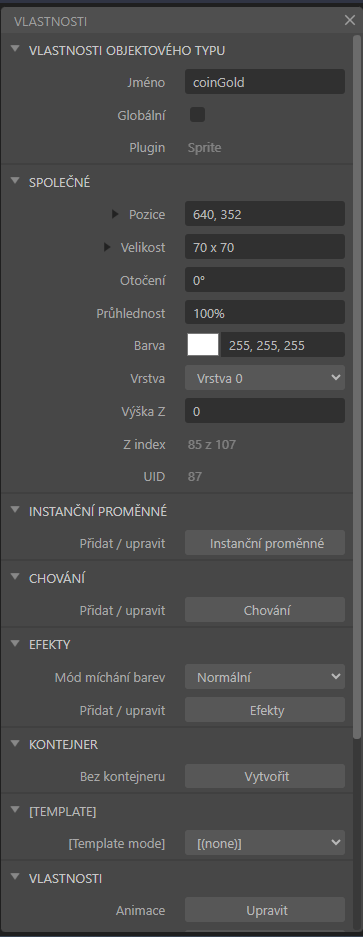 VLASTNOSTI
VLASTNOSTI OBJEKTOVÉHO TYPU
Jméno coinGold
Globální
Plugin Sprite
SPOLEČNÉ
Pozice 640, 352
Velikost 70 x 70
Otočení 0°
Průhlednost 100%
Barva 255, 255, 255
Vrstva Vrstva 0
Výška Z 0
Z index 85 z 107
UID 87
INSTANČNÍ PROMĚNNÉ
Přidat / upravit Instanční proměnné
CHOVÁNÍ
Přidat / upravit Chování
EFEKTY
Mód míchání barev Normální
Přidat / upravit Efekty
KONTEJNER
Bez kontejneru Vytvořit
[TEMPLATE]
[Template mode] [(none)]
VLASTNOSTI
Animace Upravit